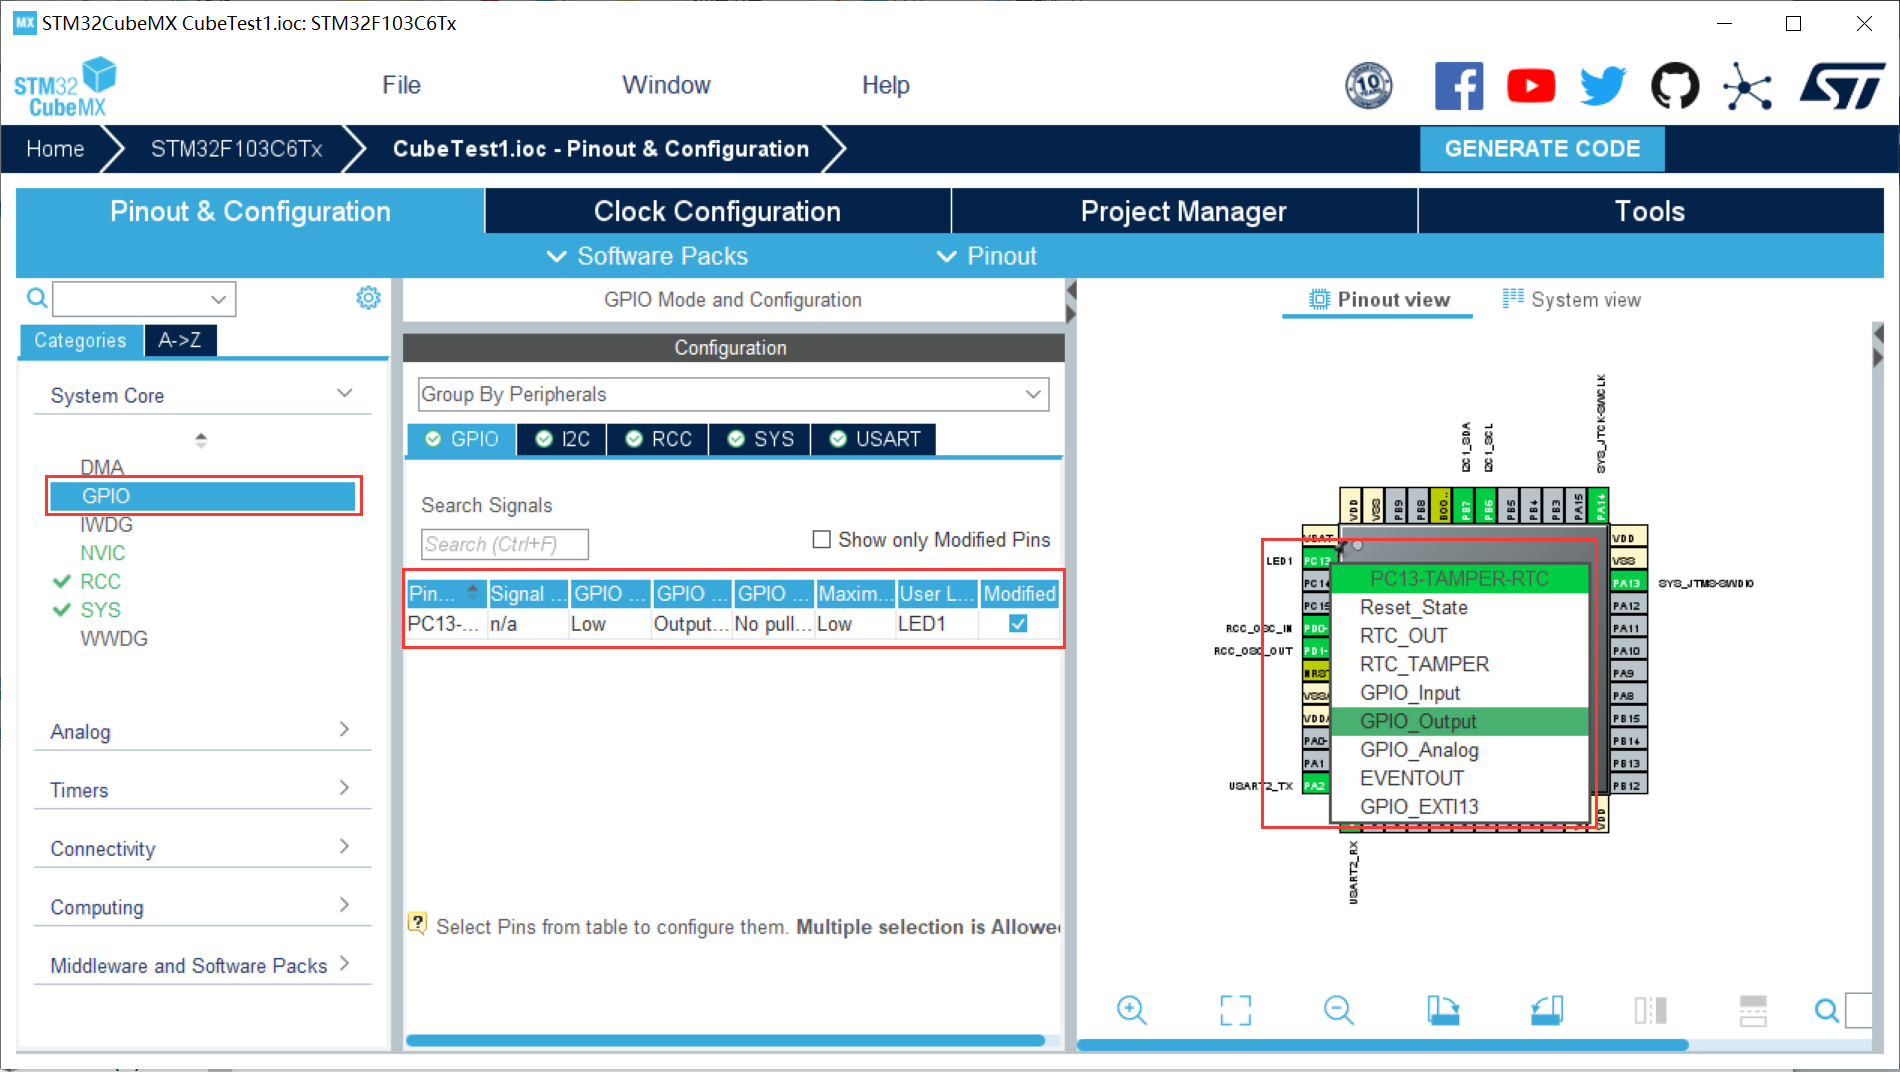 MX STM32CubeMX CubeTest1.ioc: STM32F103C6Tx
STM32
CubeMX
File
Window
Help
10
YEARS
ST
Home
STM32F103C6Tx
CubeTest1.ioc - Pinout & Configuration
GENERATE CODE
Pinout & Configuration
Clock Configuration
Project Manager
Tools
Software Packs
Pinout
Categories
A->Z
System Core
DMA
GPIO
IWDG
NVIC
RCC
SYS
WWDG
Analog
Timers
Connectivity
Computing
Middleware and Software Packs
GPIO Mode and Configuration
Configuration
Group By Peripherals
GPIO
I2C
RCC
SYS
USART
Search Signals
Search (Ctrl+F)
Show only Modified Pins
Pin... Signal ... GPIO ... GPIO ... GPIO ... Maxim... User L... Modified
PC13-... n/a Low Output... No pull... Low LED1
Select Pins from table to configure them. Multiple selection is Allowe
Pinout view
System view
I2C1_SDA
I2C1_SCL
SYS_JTCK-SWCLK
VDD
VSS
PB9
PB8
BOO..
PB7
PB6
PB5
PB4
PB3
PA15
PA14
VBAT
LED1
PC13
PC14
PC15
RCC_OSC_IN
PD0-
RCC_OSC_OUT
PD1-
NRST
VSSA
VDDA
PA0-
PA1
USART2_TX
PA2
PC13-TAMPER-RTC
Reset_State
RTC_OUT
RTC_TAMPER
GPIO_Input
GPIO_Output
GPIO_Analog
EVENTOUT
GPIO_EXTI13
VDD
VSS
PA13
SYS_JTMS-SWDIO
PA12
PA11
PA10
PA9
PA8
PB15
PB14
PB13
PB12
VDD
USART2_RX